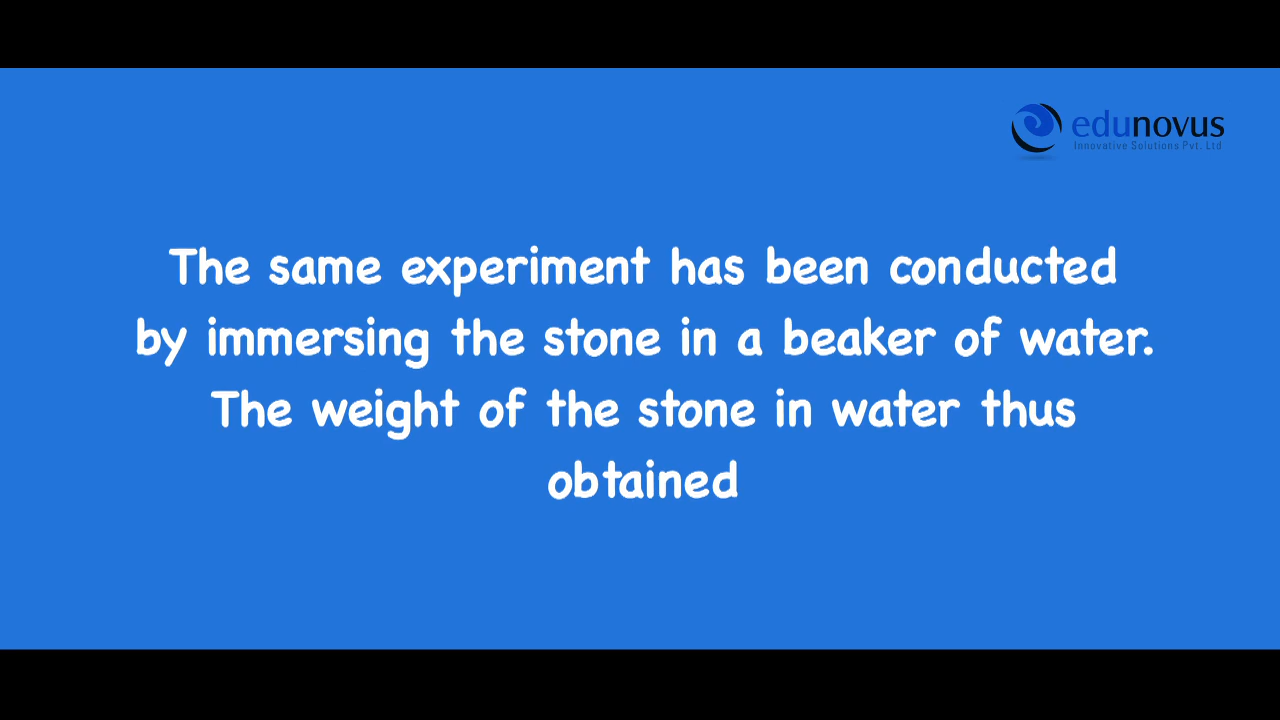 edunovus
Innovative Solutions Pvt. Ltd
The same experiment has been conducted
by immersing the stone in a beaker of water.
The weight of the stone in water thus
obtained